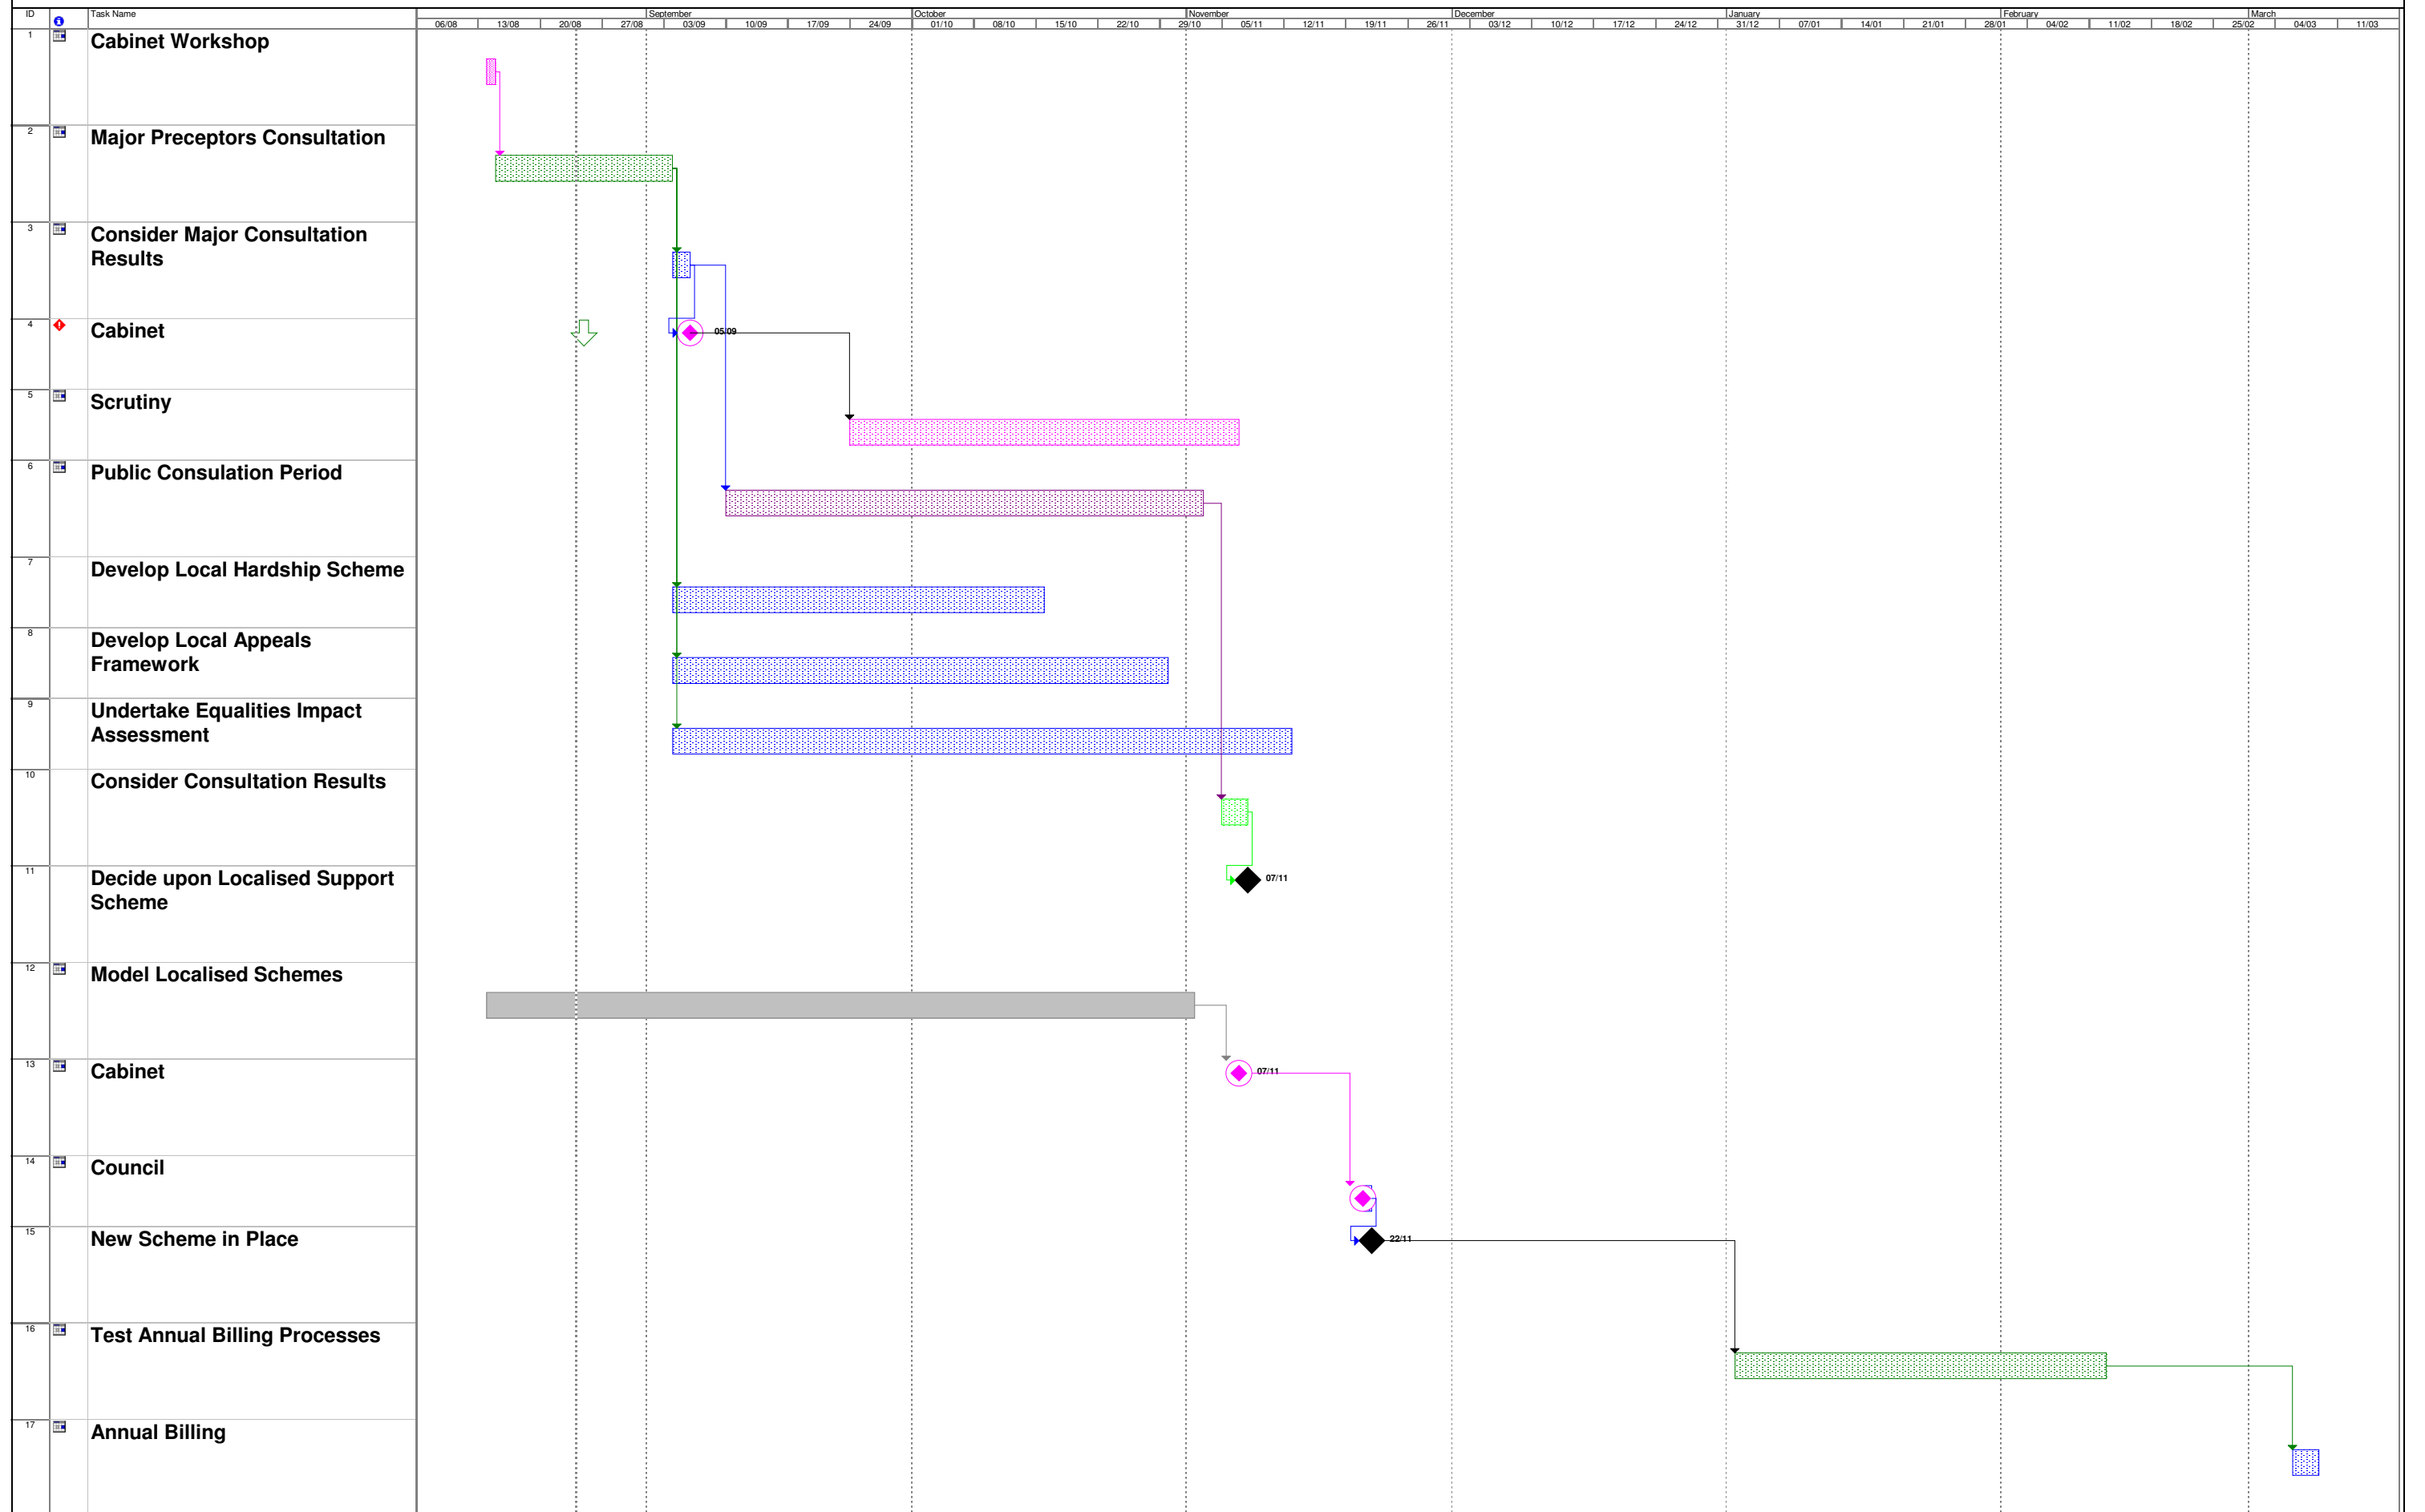 ID Task Name September October November December January February March
06/08 13/08 20/08 27/08 03/09 10/09 17/09 24/09 01/10 08/10 15/10 22/10 29/10 05/11 12/11 19/11 26/11 03/12 10/12 17/12 24/12 31/12 07/01 14/01 21/01 28/01 04/02 11/02 18/02 25/02 04/03 11/03
1 Cabinet Workshop
2 Major Preceptors Consultation
3 Consider Major Consultation
Results
4 Cabinet 05/09
5 Scrutiny
6 Public Consulation Period
7 Develop Local Hardship Scheme
8 Develop Local Appeals
Framework
9 Undertake Equalities Impact
Assessment
10 Consider Consultation Results
11 Decide upon Localised Support 07/11
Scheme
12 Model Localised Schemes
13 Cabinet 07/11
14 Council
15 New Scheme in Place 22/11
16 Test Annual Billing Processes
17 Annual Billing